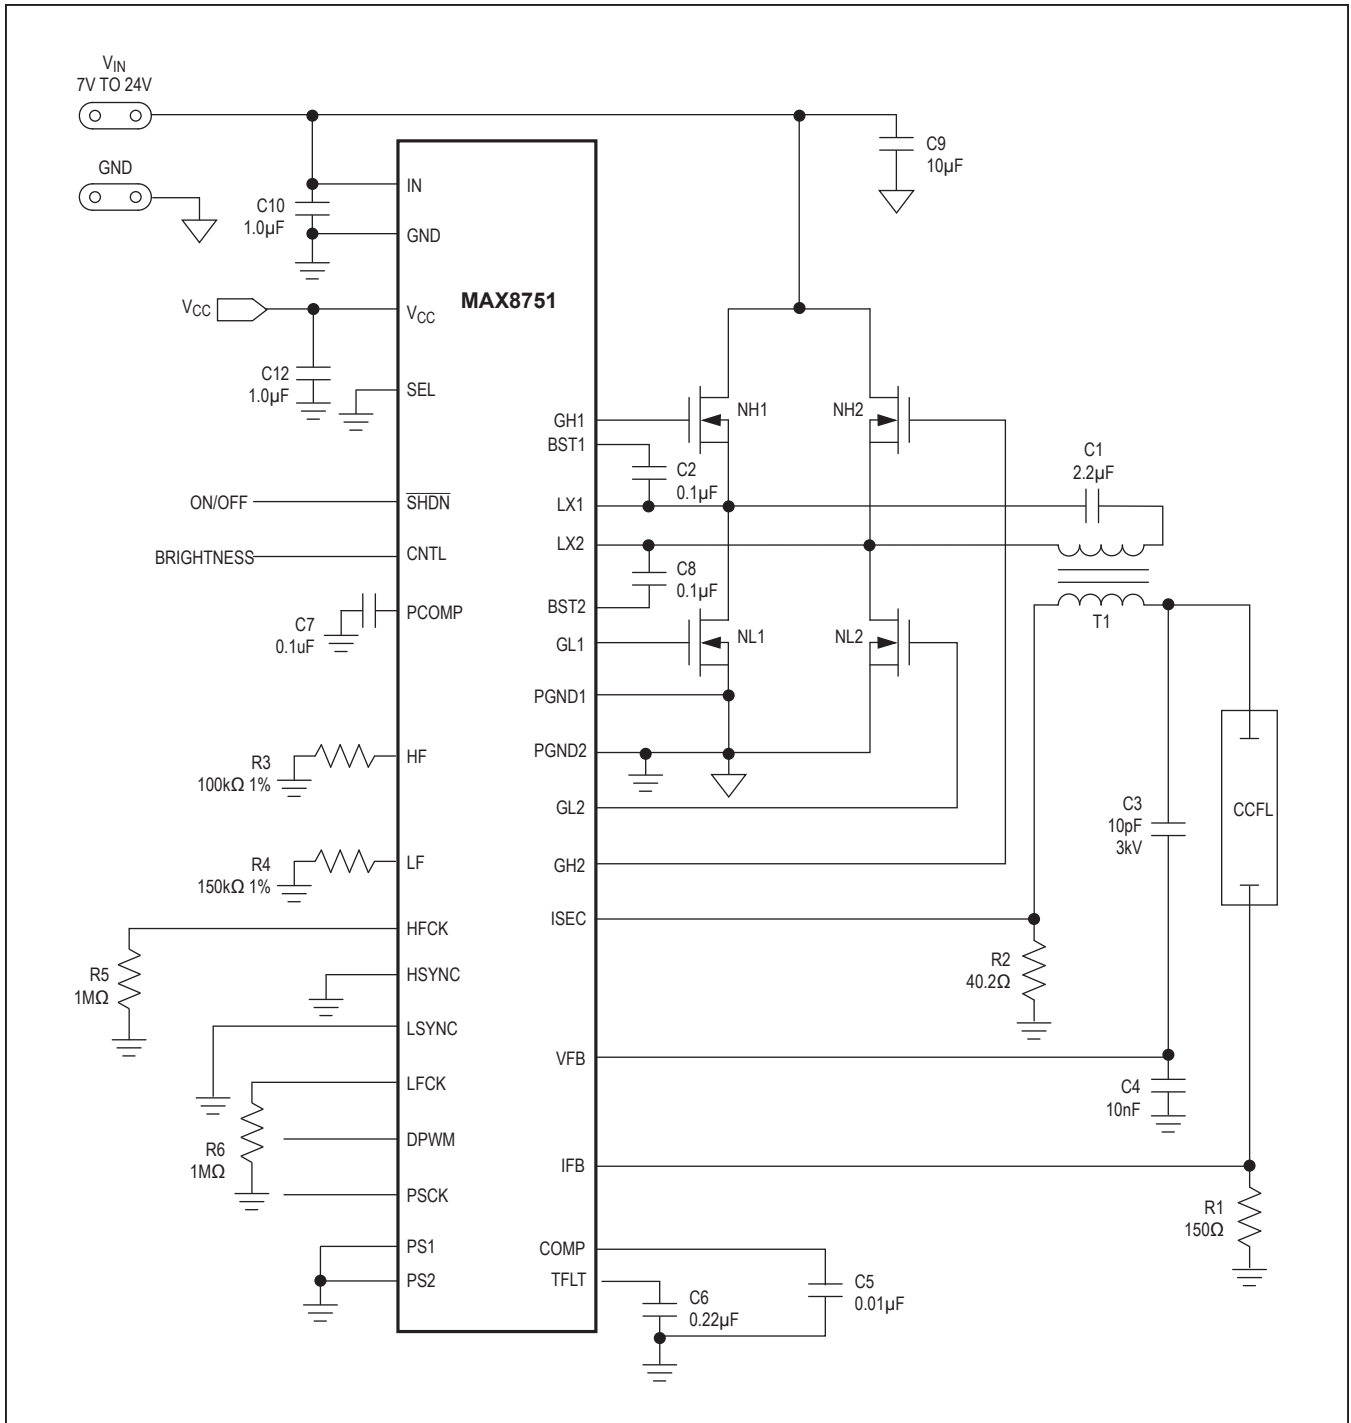 VIN
7V TO 24V
GND
C9
10µF
IN
C10
1.0µF
GND
MAX8751
VCC
VCC
C12
1.0µF
SEL
GH1
NH1
NH2
BST1
C1
2.2µF
C2
0.1µF
ON/OFF
SHDN
LX1
LX2
BRIGHTNESS
CNTL
C8
0.1µF
BST2
PCOMP
C7
0.1uF
T1
GL1
NL1
NL2
PGND1
PGND2
HF
R3
100kΩ 1%
GL2
C3
10pF
3kV
CCFL
LF
R4
150kΩ 1%
GH2
ISEC
HFCK
R5
1MΩ
HSYNC
R2
40.2Ω
LSYNC
VFB
LFCK
C4
10nF
DPWM
R6
1MΩ
IFB
PSCK
R1
150Ω
PS1
COMP
PS2
TFLT
C5
0.01µF
C6
0.22µF